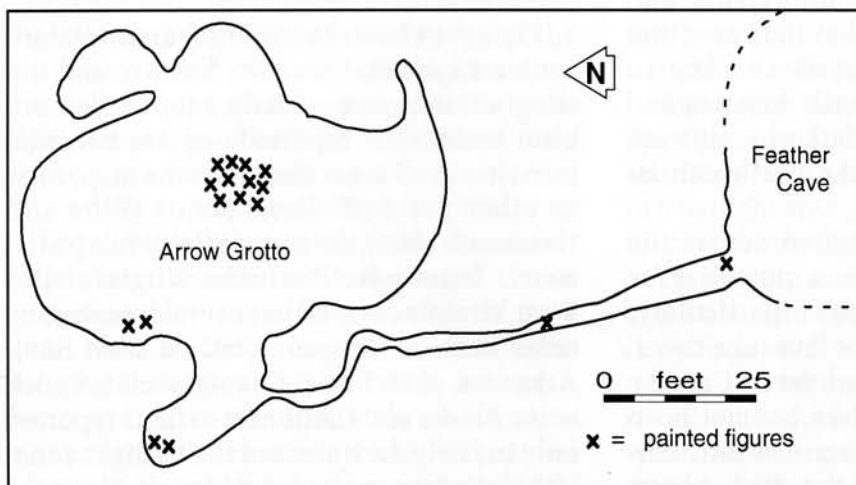 N
Feather
Cave
Arrow Grotto
0 feet 25
x = painted figures